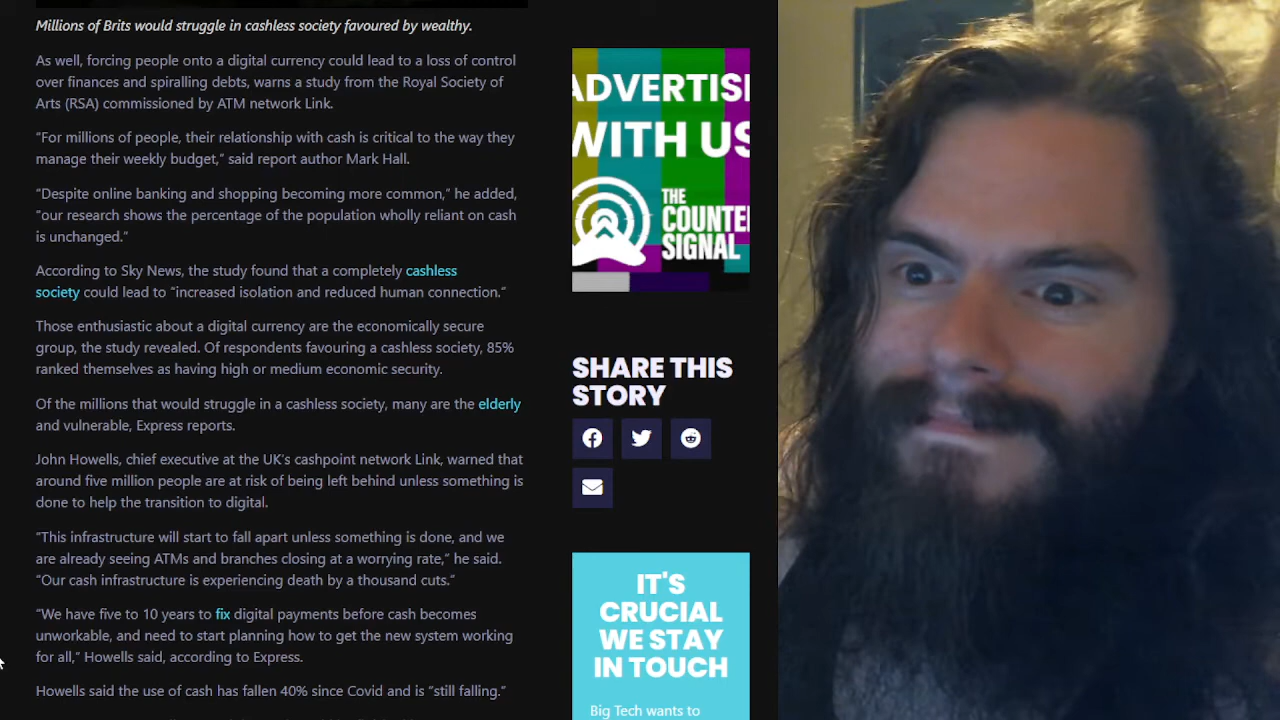 Millions of Brits would struggle in cashless society favoured by wealthy.
As well, forcing people onto a digital currency could lead to a loss of control
over finances and spiralling debts, warns a study from the Royal Society of
Arts (RSA) commissioned by ATM network Link.
“For millions of people, their relationship with cash is critical to the way they
manage their weekly budget,” said report author Mark Hall.
“Despite online banking and shopping becoming more common,” he added,
”our research shows the percentage of the population wholly reliant on cash
is unchanged.”
According to Sky News, the study found that a completely cashless
society could lead to “increased isolation and reduced human connection.”
Those enthusiastic about a digital currency are the economically secure
group, the study revealed. Of respondents favouring a cashless society, 85%
ranked themselves as having high or medium economic security.
Of the millions that would struggle in a cashless society, many are the elderly
and vulnerable, Express reports.
John Howells, chief executive at the UK's cashpoint network Link, warned that
around five million people are at risk of being left behind unless something is
done to help the transition to digital.
“This infrastructure will start to fall apart unless something is done, and we
are already seeing ATMs and branches closing at a worrying rate,” he said.
“Our cash infrastructure is experiencing death by a thousand cuts.”
“We have five to 10 years to fix digital payments before cash becomes
unworkable, and need to start planning how to get the new system working
for all,” Howells said, according to Express.
Howells said the use of cash has fallen 40% since Covid and is “still falling.”
ADVERTISI
WITH US
THE
COUNTE
SIGNAL
SHARE THIS
STORY
IT'S
CRUCIAL
WE STAY
IN TOUCH
Big Tech wants to